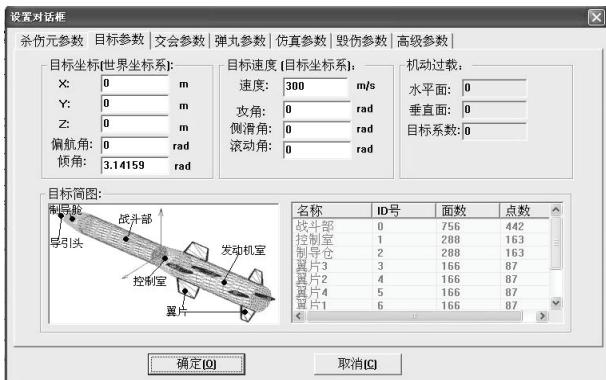 设置对话框
杀伤元参数 目标参数 交会参数 弹丸参数 仿真参数 毁伤参数 高级参数
目标坐标(世界坐标系):
X: 0 m
Y: 0 m
Z: 0 m
偏航角: 0 rad
倾角: 3.14159 rad
目标速度(目标坐标系):
速度: 300 m/s
攻角: 0 rad
侧滑角: 0 rad
滚动角: 0 rad
机动过载:
水平面: 0
垂直面: 0
目标系数: 0
目标简图:
制导舱
战斗部
导引头
发动机室
控制室
翼片
名称 ID号 面数 点数
战斗部 0 756 442
控制室 1 288 163
制导仓 2 288 163
翼片3 3 166 87
翼片2 4 166 87
翼片4 5 166 87
翼片1 6 166 87
确定[O]
取消[C]